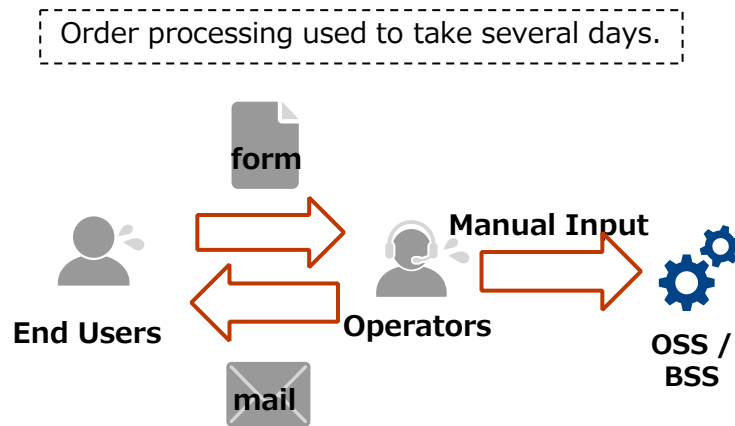 Order processing used to take several days.
form
Manual Input
End Users
Operators
OSS /
BSS
mail